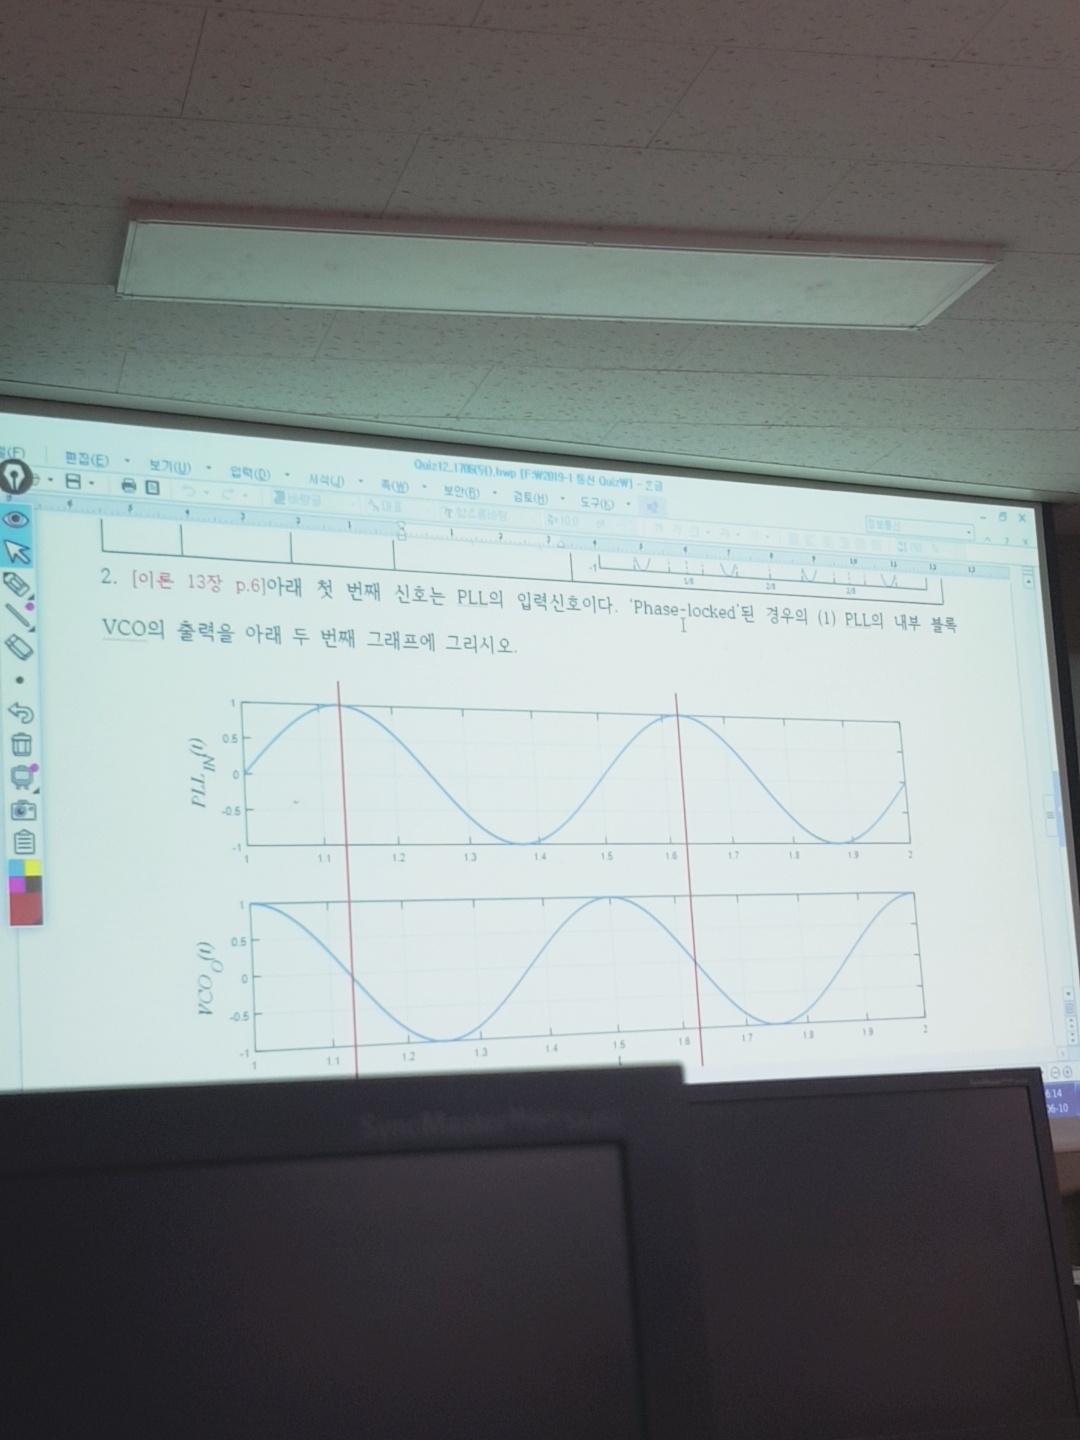 Quiz12_1706(5).hwp [F:\W2019-1 통신 QuizW] - 한글
편집(E) 보기(U) 입력(D) 서식(J) 쪽(W) 보안(B) 검토(H) 도구(K)
2. [이론 13장 p.6]아래 첫 번째 신호는 PLL의 입력신호이다. 'Phase-locked'된 경우의 (1) PLL의 내부 블록
VCO의 출력을 아래 두 번째 그래프에 그리시오.
PLL_IN(t)
1
0.5
0
-0.5
-1
1 1.1 1.2 1.3 1.4 1.5 1.6 1.7 1.8 1.9 2
VCO_O(t)
1
0.5
0
-0.5
-1
1 1.1 1.2 1.3 1.4 1.5 1.6 1.7 1.8 1.9 2
SyncMaster